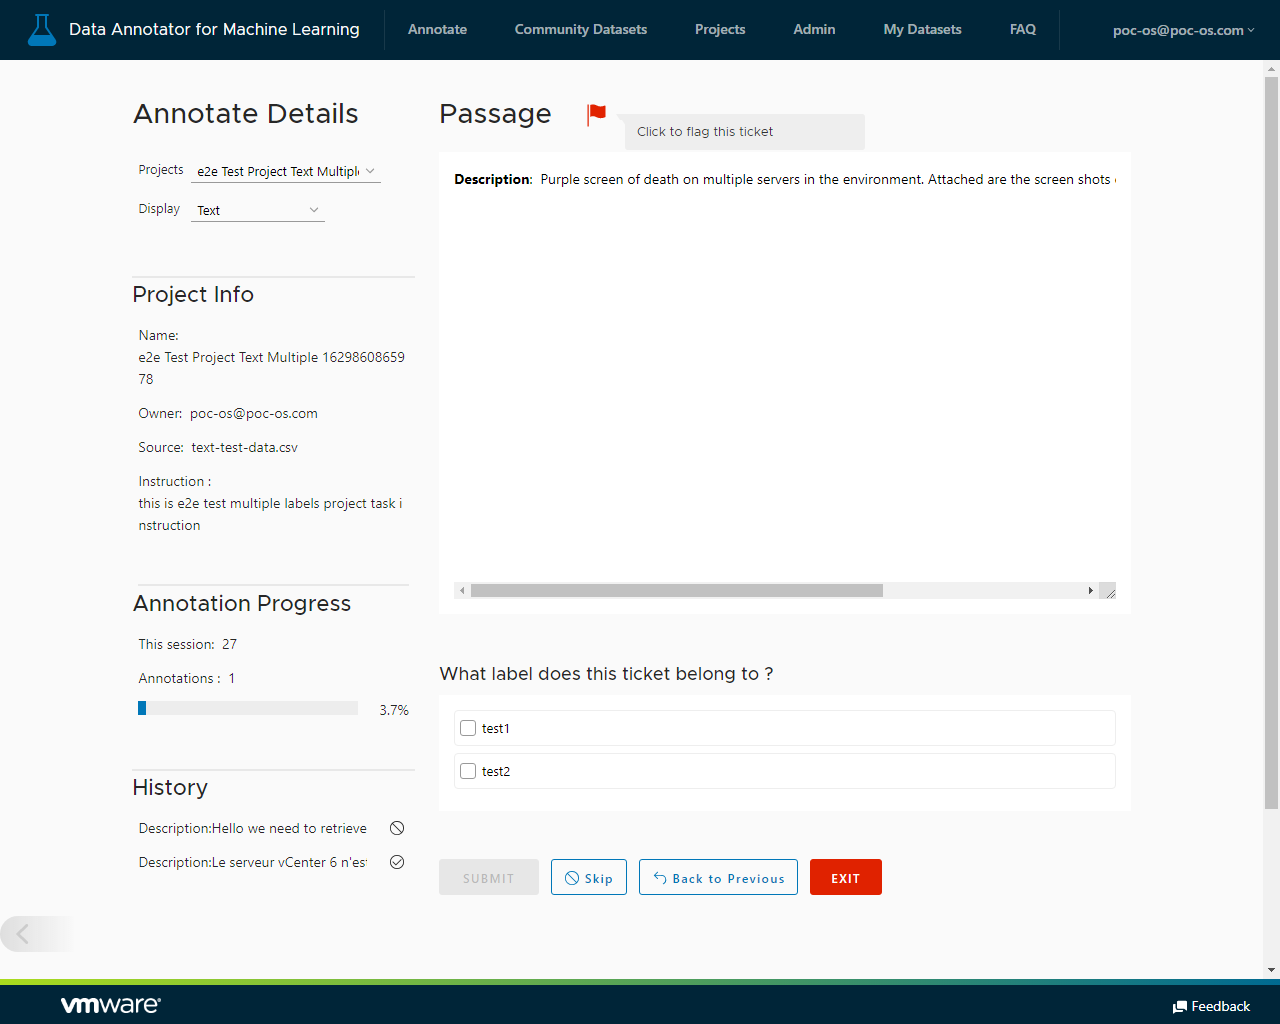 Data Annotator for Machine Learning
Annotate
Community Datasets
Projects
Admin
My Datasets
FAQ
poc-os@poc-os.com
Annotate Details
Projects
e2e Test Project Text Multipl
Display
Text
Project Info
Name:
e2e Test Project Text Multiple 16298608659
78
Owner: poc-os@poc-os.com
Source: text-test-data.csv
Instruction :
this is e2e test multiple labels project task i
nstruction
Annotation Progress
This session: 27
Annotations : 1
3.7%
History
Description:Hello we need to retrieve
Description:Le serveur vCenter 6 n'es
Passage
Click to flag this ticket
Description: Purple screen of death on multiple servers in the environment. Attached are the screen shots
What label does this ticket belong to ?
test1
test2
SUBMIT
Skip
Back to Previous
EXIT
vmware
Feedback